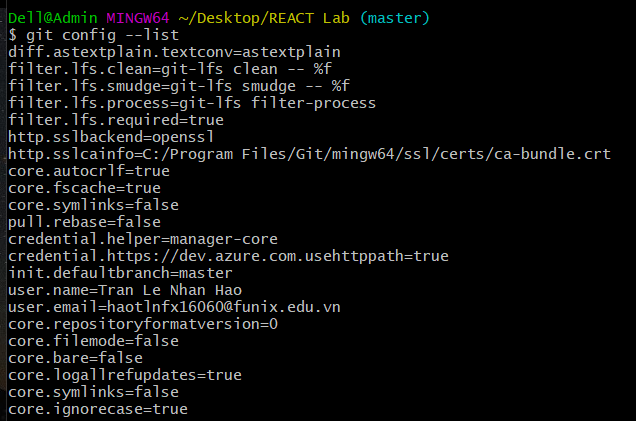 Dell@Admin MINGW64 ~/Desktop/REACT Lab (master)
$ git config --list
diff.astextplain.textconv=astextplain
filter.lfs.clean=git-lfs clean -- %f
filter.lfs.smudge=git-lfs smudge -- %f
filter.lfs.process=git-lfs filter-process
filter.lfs.required=true
http.sslbackend=openssl
http.sslcainfo=C:/Program Files/Git/mingw64/ssl/certs/ca-bundle.crt
core.autocrlf=true
core.fscache=true
core.symlinks=false
pull.rebase=false
credential.helper=manager-core
credential.https://dev.azure.com.usehttppath=true
init.defaultbranch=master
user.name=Tran Le Nhan Hao
user.email=haotlnfx16060@funix.edu.vn
core.repositoryformatversion=0
core.filemode=false
core.bare=false
core.logallrefupdates=true
core.symlinks=false
core.ignorecase=true